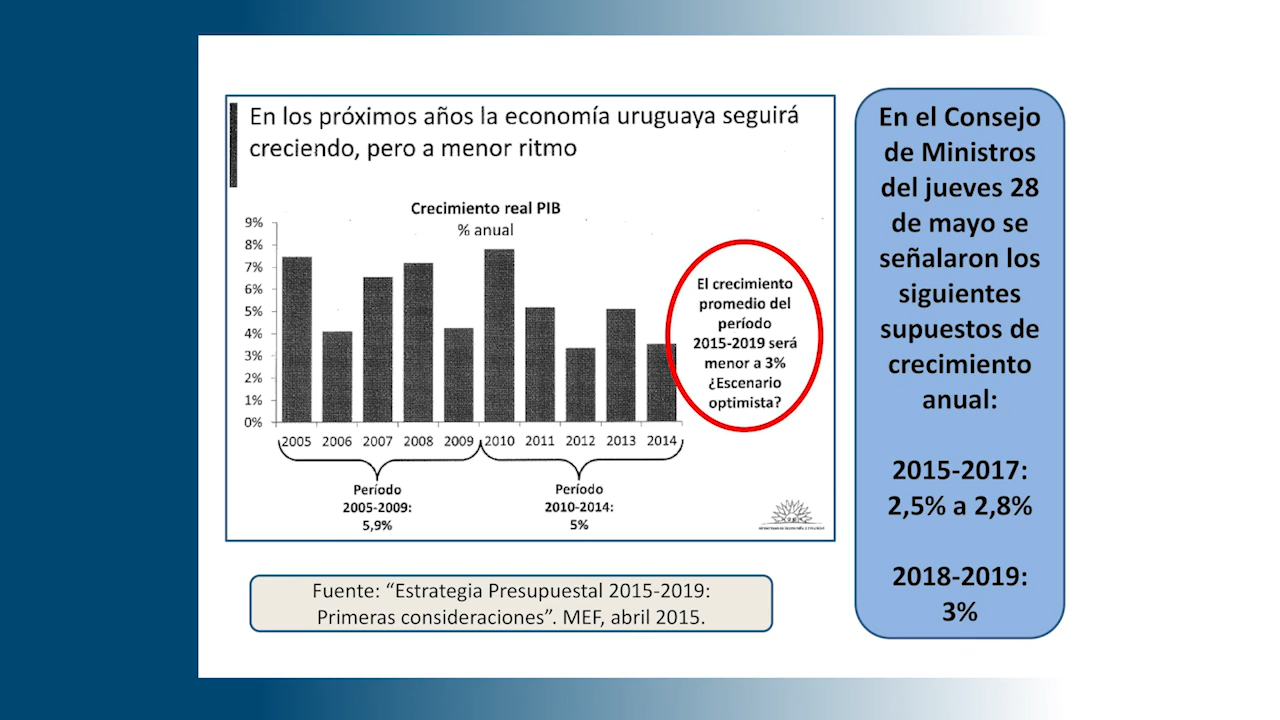 En los próximos años la economía uruguaya seguirá
creciendo, pero a menor ritmo
Crecimiento real PIB
% anual
9%
8%
7%
6%
5%
4%
3%
2%
1%
0%
2005 2006 2007 2008 2009 2010 2011 2012 2013 2014
Período
2005-2009:
5,9%
Período
2010-2014:
5%
El crecimiento
promedio del
período
2015-2019 será
menor a 3%
¿Escenario
optimista?
Fuente: “Estrategia Presupuestal 2015-2019:
Primeras consideraciones”. MEF, abril 2015.
En el Consejo
de Ministros
del jueves 28
de mayo se
señalaron los
siguientes
supuestos de
crecimiento
anual:
2015-2017:
2,5% a 2,8%
2018-2019:
3%